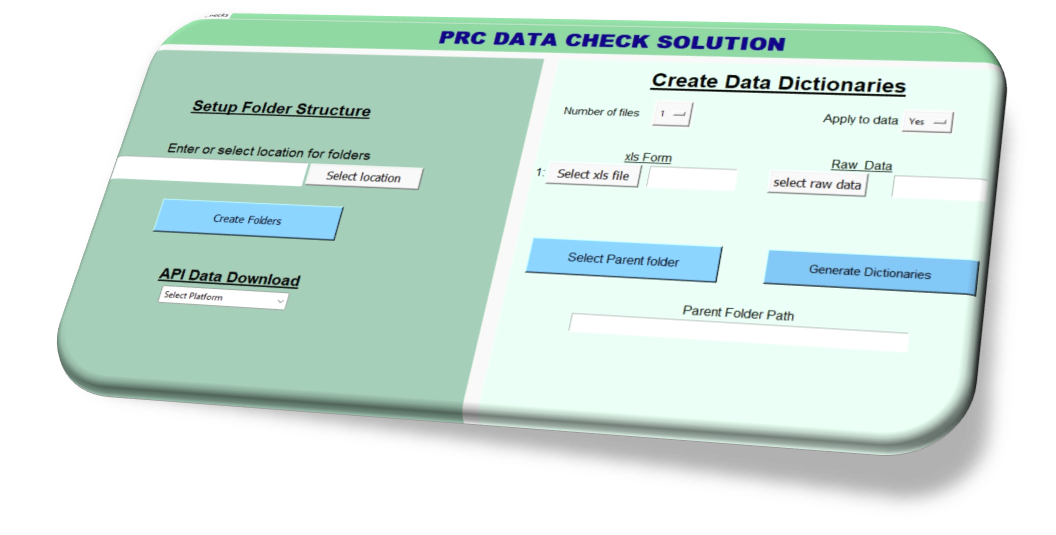 PRC DATA CHECK SOLUTION
Setup Folder Structure
Enter or select location for folders
Select location
Create Folders
API Data Download
Select Platform
Create Data Dictionaries
Number of files 1
Apply to data Yes
xls Form
Raw Data
1: Select xls file
select raw data
Select Parent folder
Generate Dictionaries
Parent Folder Path